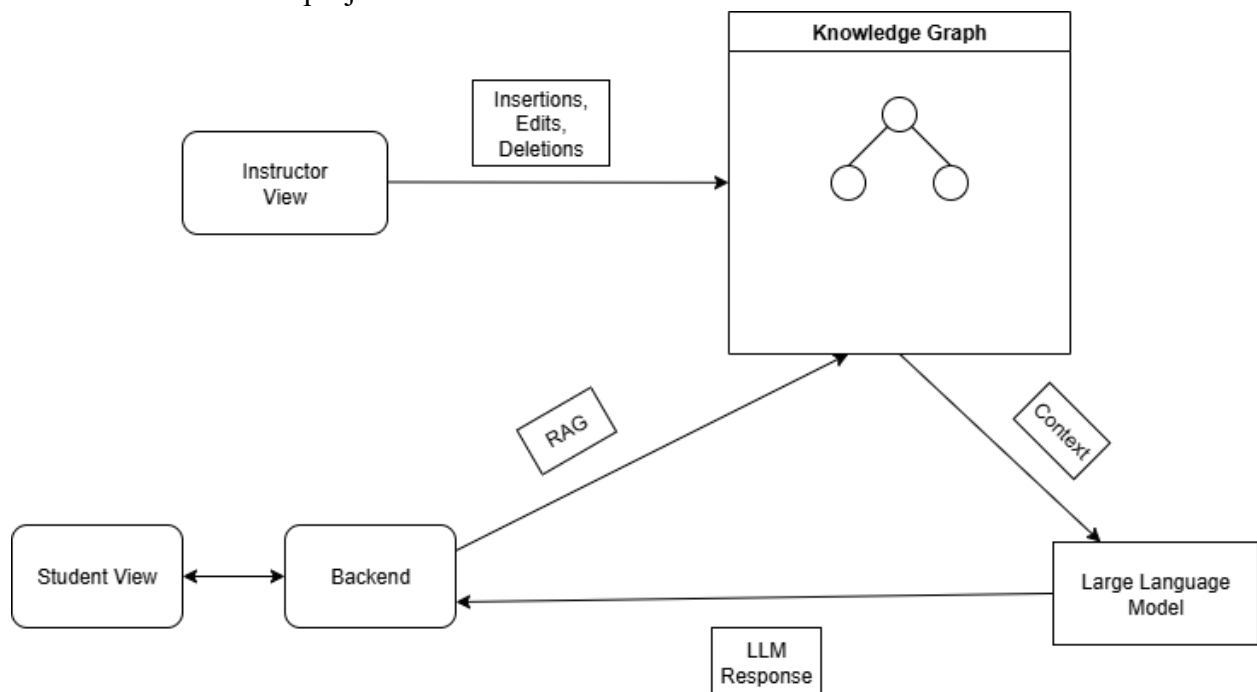 Knowledge Graph
Insertions,
Edits,
Deletions
Instructor
View
RAG
Context
Student View
Backend
Large Language
Model
LLM
Response